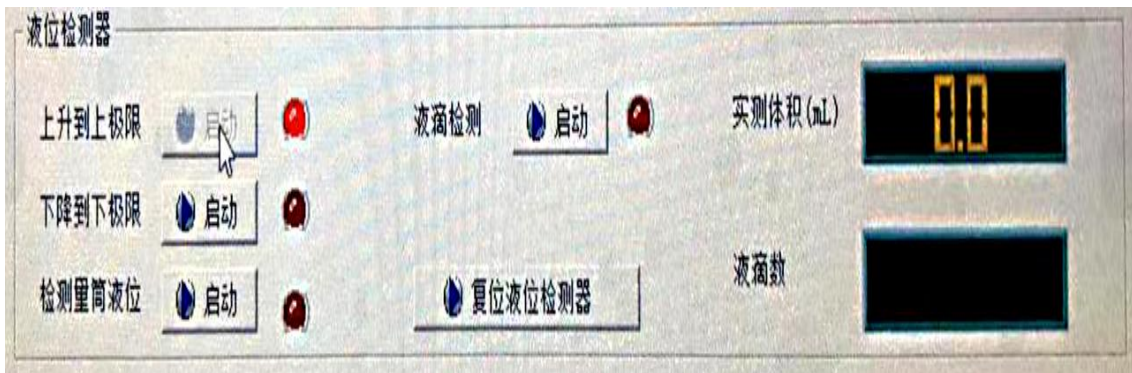 液位检测器
上升到上极限 启动 液滴检测 启动 实测体积(mL) 0.0
下降到下极限 启动
检测量筒液位 启动 复位液位检测器 液滴数